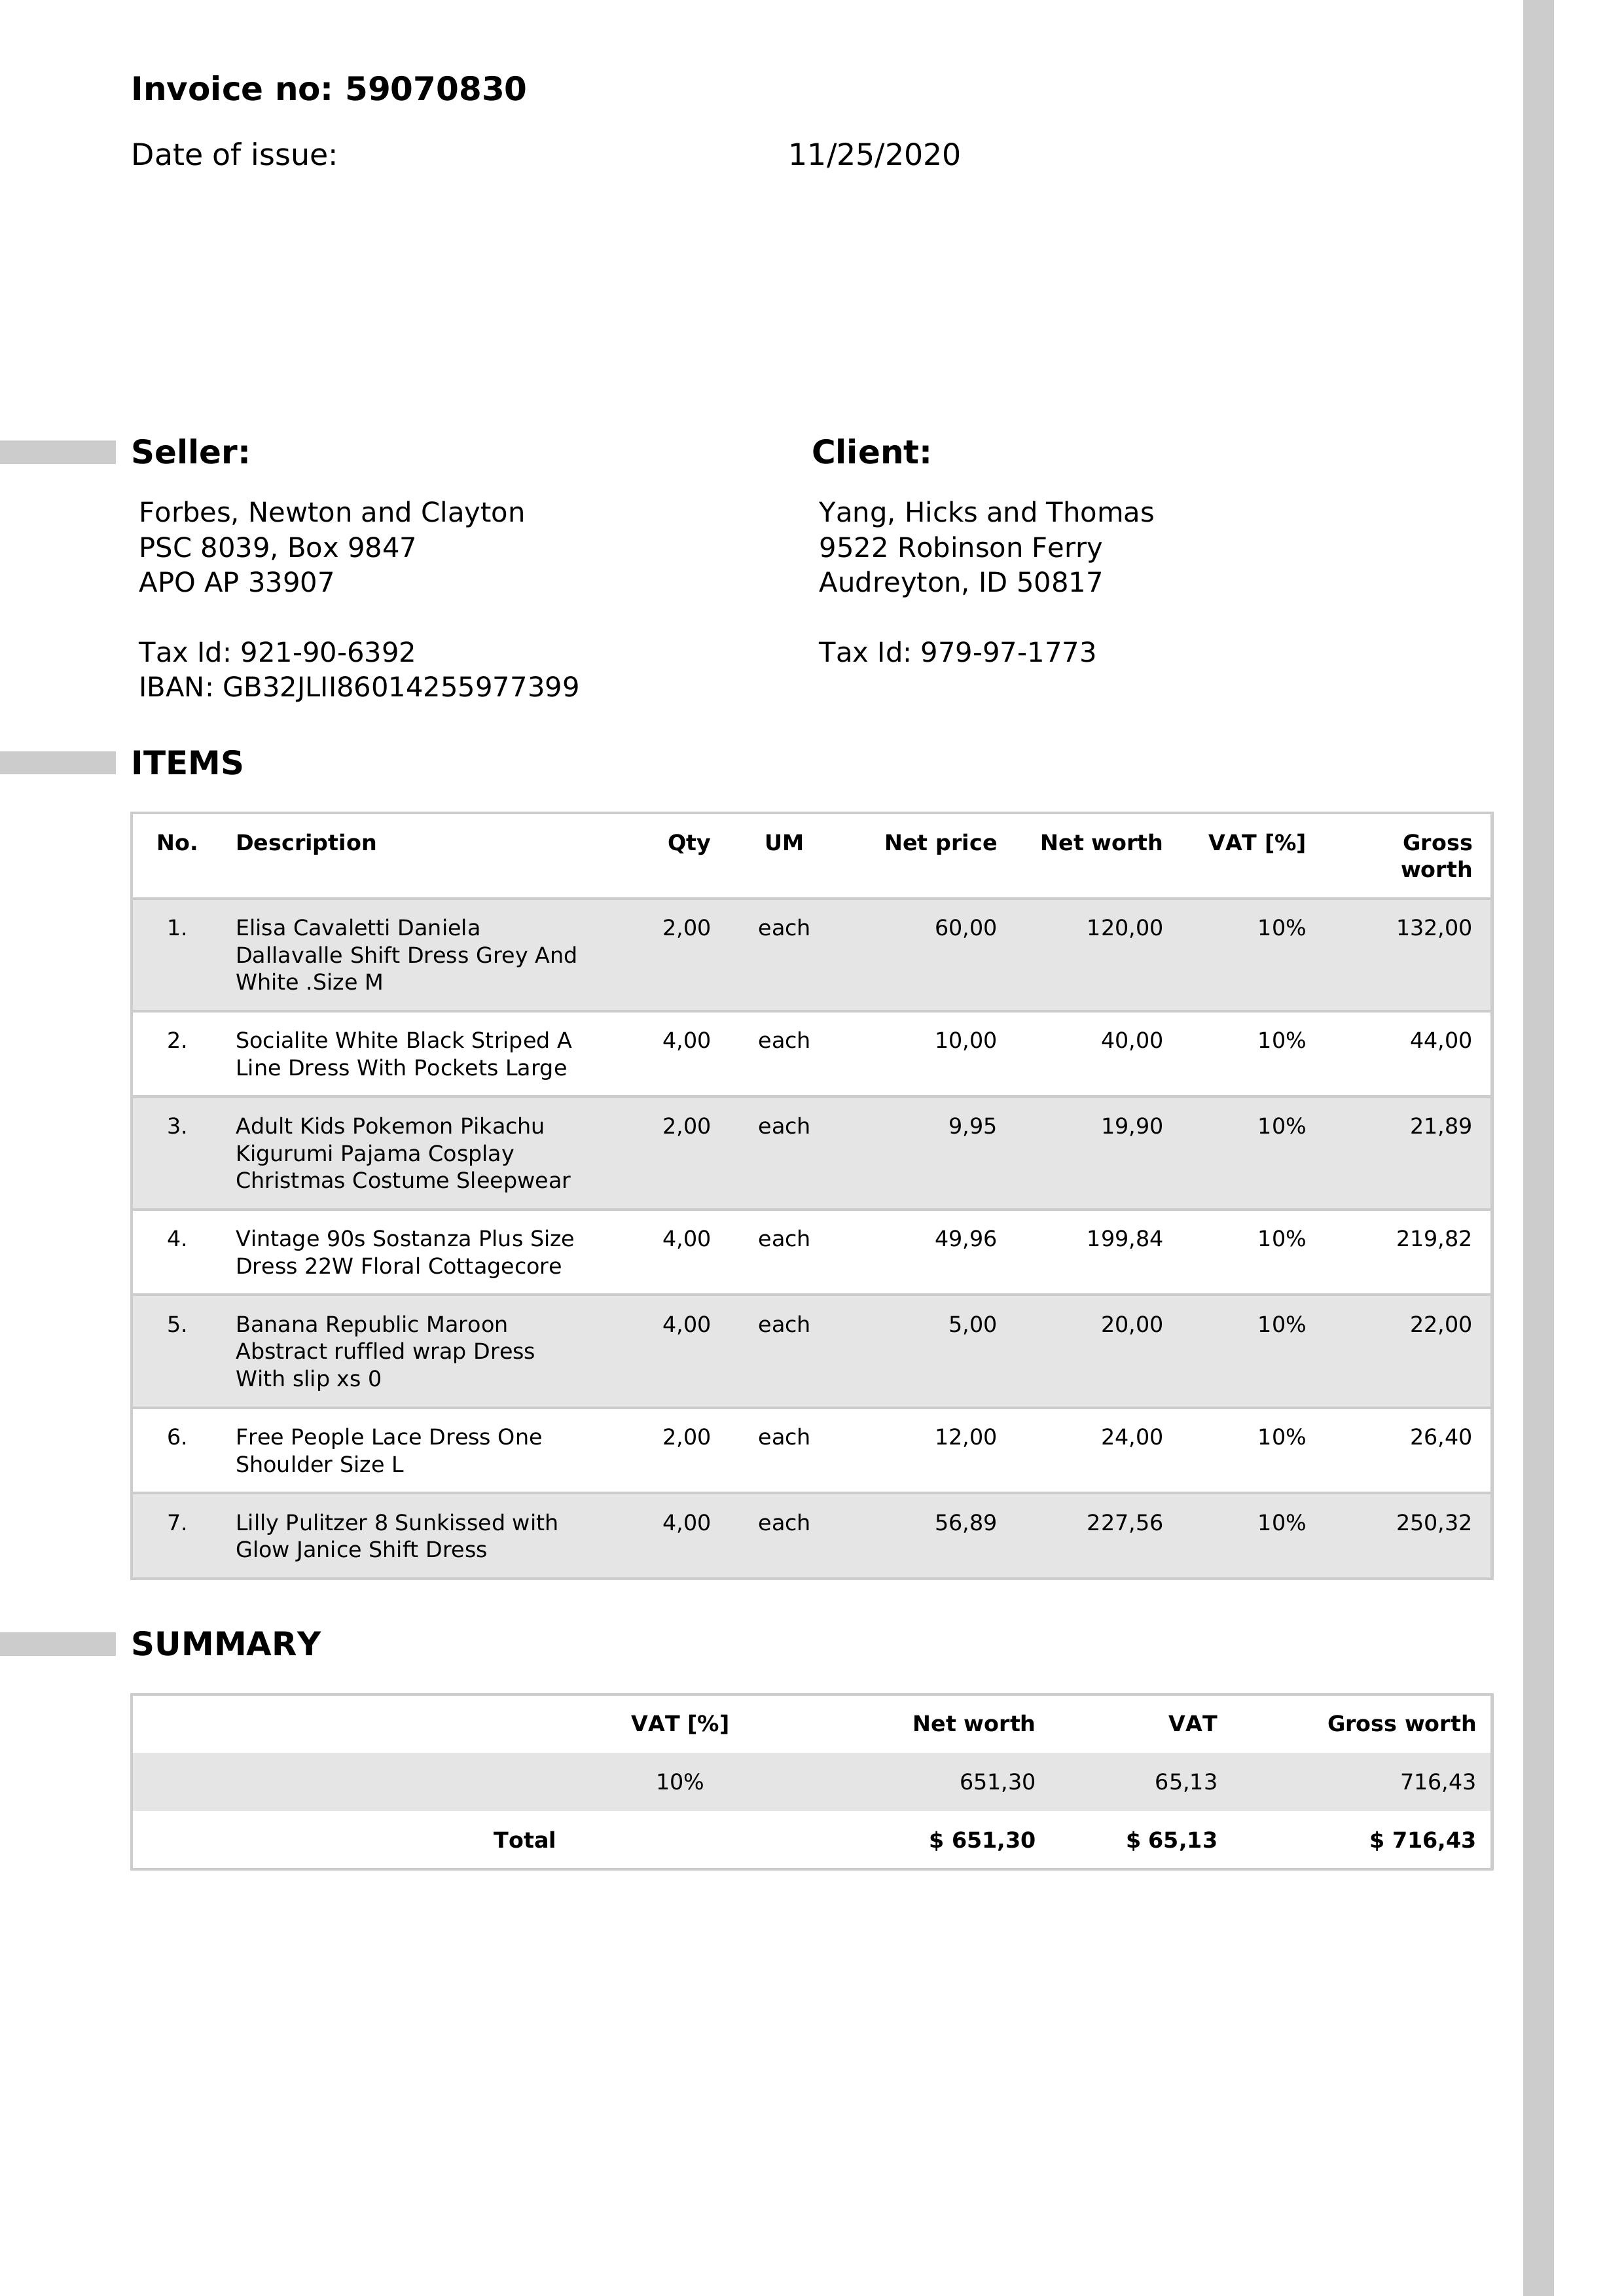 Invoice no: 59070830
Date of issue: 11/25/2020
Seller:
Forbes, Newton and Clayton
PSC 8039, Box 9847
APO AP 33907
Tax Id: 921-90-6392
IBAN: GB32JLII86014255977399
Client:
Yang, Hicks and Thomas
9522 Robinson Ferry
Audreyton, ID 50817
Tax Id: 979-97-1773
ITEMS
No. Description Qty UM Net price Net worth VAT [%] Gross
worth
1. Elisa Cavaletti Daniela 2,00 each 60,00 120,00 10% 132,00
Dallavalle Shift Dress Grey And
White .Size M
2. Socialite White Black Striped A 4,00 each 10,00 40,00 10% 44,00
Line Dress With Pockets Large
3. Adult Kids Pokemon Pikachu 2,00 each 9,95 19,90 10% 21,89
Kigurumi Pajama Cosplay
Christmas Costume Sleepwear
4. Vintage 90s Sostanza Plus Size 4,00 each 49,96 199,84 10% 219,82
Dress 22W Floral Cottagecore
5. Banana Republic Maroon 4,00 each 5,00 20,00 10% 22,00
Abstract ruffled wrap Dress
With slip xs 0
6. Free People Lace Dress One 2,00 each 12,00 24,00 10% 26,40
Shoulder Size L
7. Lilly Pulitzer 8 Sunkissed with 4,00 each 56,89 227,56 10% 250,32
Glow Janice Shift Dress
SUMMARY
VAT [%] Net worth VAT Gross worth
10% 651,30 65,13 716,43
Total $ 651,30 $ 65,13 $ 716,43